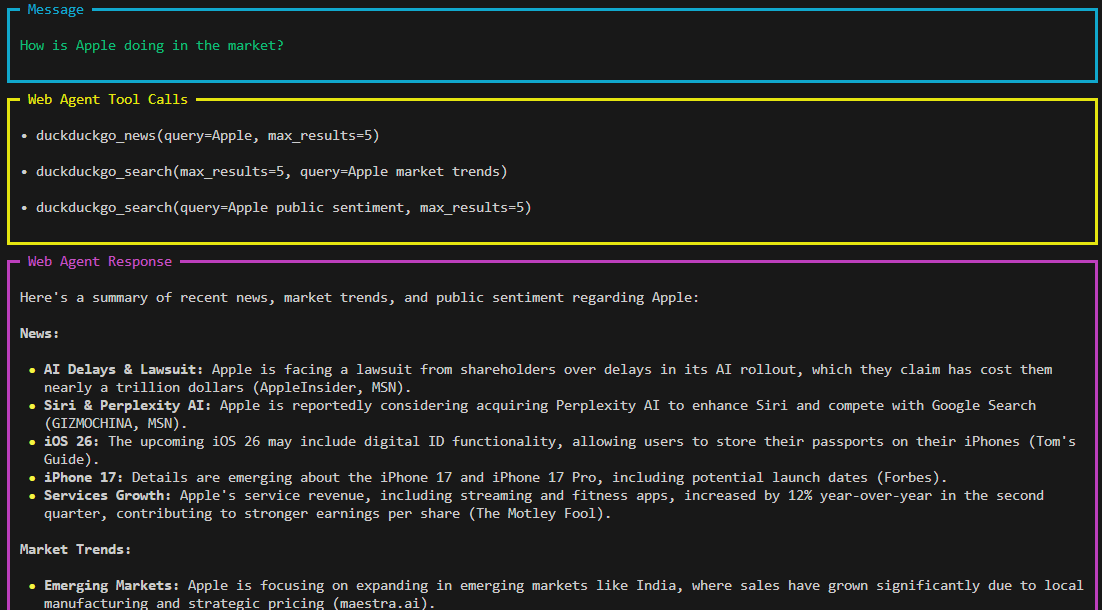 Message
How is Apple doing in the market?
Web Agent Tool Calls
• duckduckgo_news(query=Apple, max_results=5)
• duckduckgo_search(max_results=5, query=Apple market trends)
• duckduckgo_search(query=Apple public sentiment, max_results=5)
Web Agent Response
Here's a summary of recent news, market trends, and public sentiment regarding Apple:
News:
• AI Delays & Lawsuit: Apple is facing a lawsuit from shareholders over delays in its AI rollout, which they claim has cost them
nearly a trillion dollars (AppleInsider, MSN).
• Siri & Perplexity AI: Apple is reportedly considering acquiring Perplexity AI to enhance Siri and compete with Google Search
(GIZMOCHINA, MSN).
• iOS 26: The upcoming iOS 26 may include digital ID functionality, allowing users to store their passports on their iPhones (Tom's
Guide).
• iPhone 17: Details are emerging about the iPhone 17 and iPhone 17 Pro, including potential launch dates (Forbes).
• Services Growth: Apple's service revenue, including streaming and fitness apps, increased by 12% year-over-year in the second
quarter, contributing to stronger earnings per share (The Motley Fool).
Market Trends:
• Emerging Markets: Apple is focusing on expanding in emerging markets like India, where sales have grown significantly due to local
manufacturing and strategic pricing (maestra.ai).